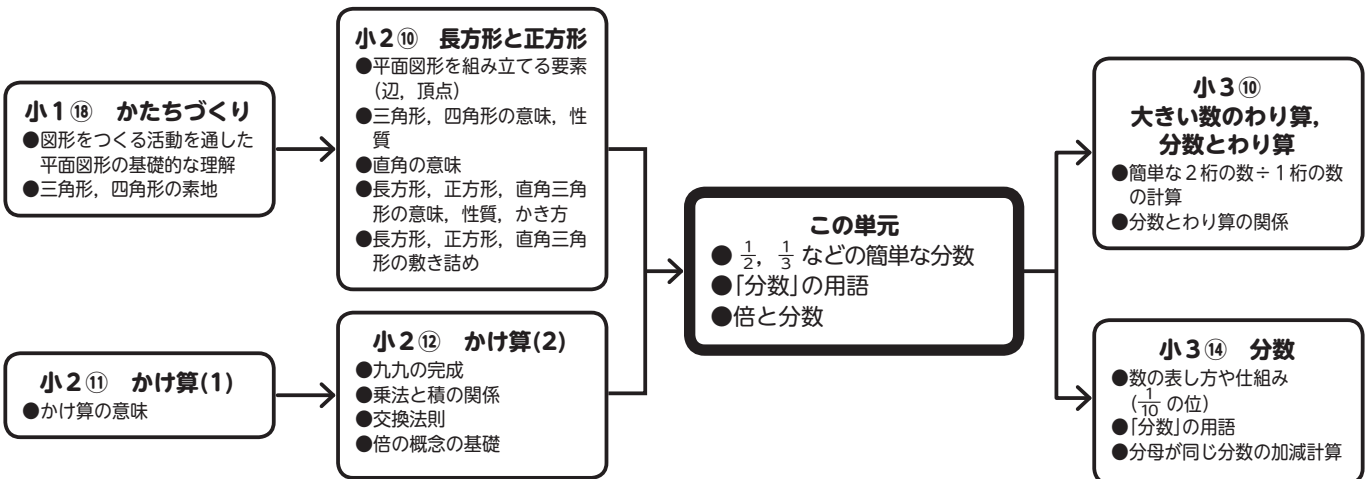 小1⑱ かたちづくり
●図形をつくる活動を通した
平面図形の基礎的な理解
●三角形，四角形の素地
小2⑪ かけ算(1)
●かけ算の意味
小2⑩ 長方形と正方形
●平面図形を組み立てる要素
(辺，頂点)
●三角形，四角形の意味，性
質
●直角の意味
●長方形，正方形，直角三角
形の意味，性質，かき方
●長方形，正方形，直角三角
形の敷き詰め
小2⑫ かけ算(2)
●九九の完成
●乗法と積の関係
●交換法則
●倍の概念の基礎
この単元
● 1/2，1/3 などの簡単な分数
●「分数」の用語
●倍と分数
小3⑩
大きい数のわり算，
分数とわり算
●簡単な2桁の数÷1桁の数
の計算
●分数とわり算の関係
小3⑭ 分数
●数の表し方や仕組み
(1/10 の位)
●「分数」の用語
●分母が同じ分数の加減計算